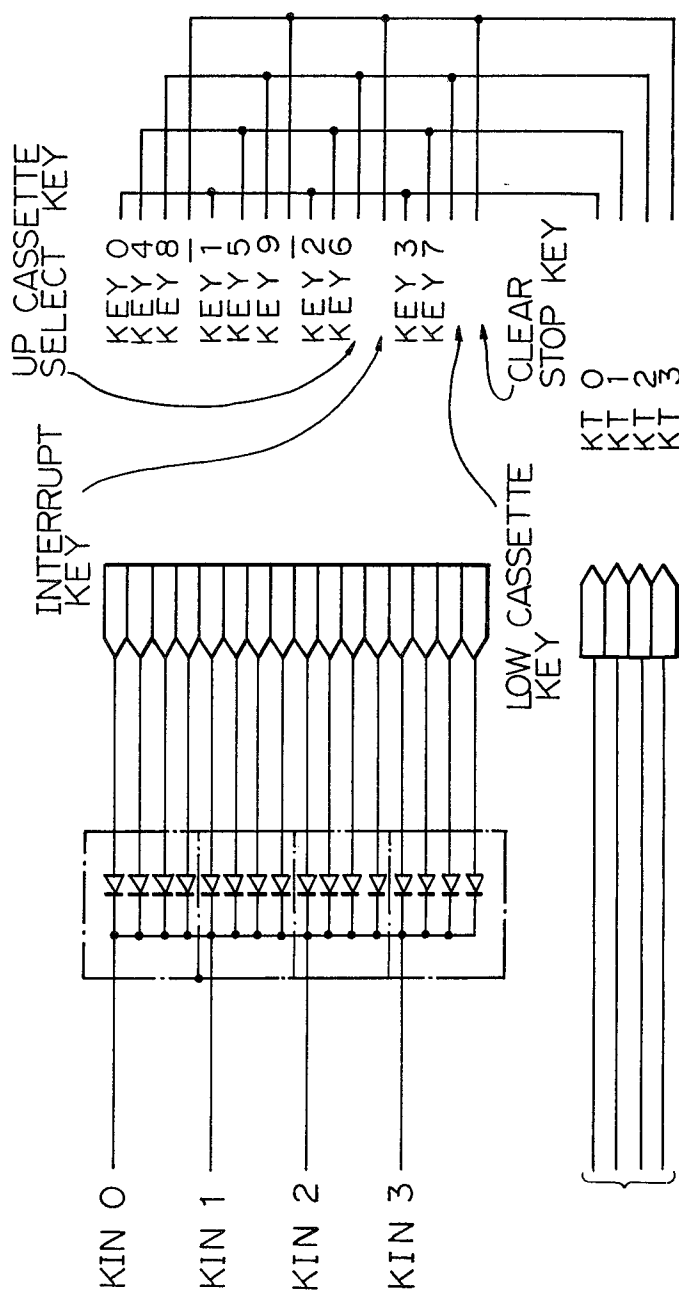 UP CASSETTE
SELECT KEY
INTERRUPT
KEY
KEY 0
KEY 4
KEY 8
—
KEY 1
KEY 5
KEY 9
—
KEY 2
KEY 6
KEY 3
KEY 7
CLEAR
STOP KEY
LOW CASSETTE
KEY
KT 0
KT 1
KT 2
KT 3
KIN 0
KIN 1
KIN 2
KIN 3